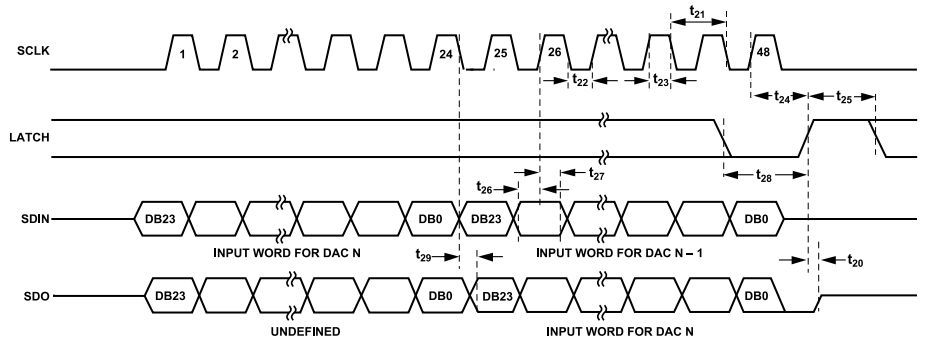 t21
SCLK
1 2 24 25 26 48
t22 t23
t24 t25
LATCH
t28
t27
t26
SDIN DB23 DB0 DB23 DB0
INPUT WORD FOR DAC N INPUT WORD FOR DAC N – 1
t29
t20
SDO DB23 DB0 DB23 DB0
UNDEFINED INPUT WORD FOR DAC N